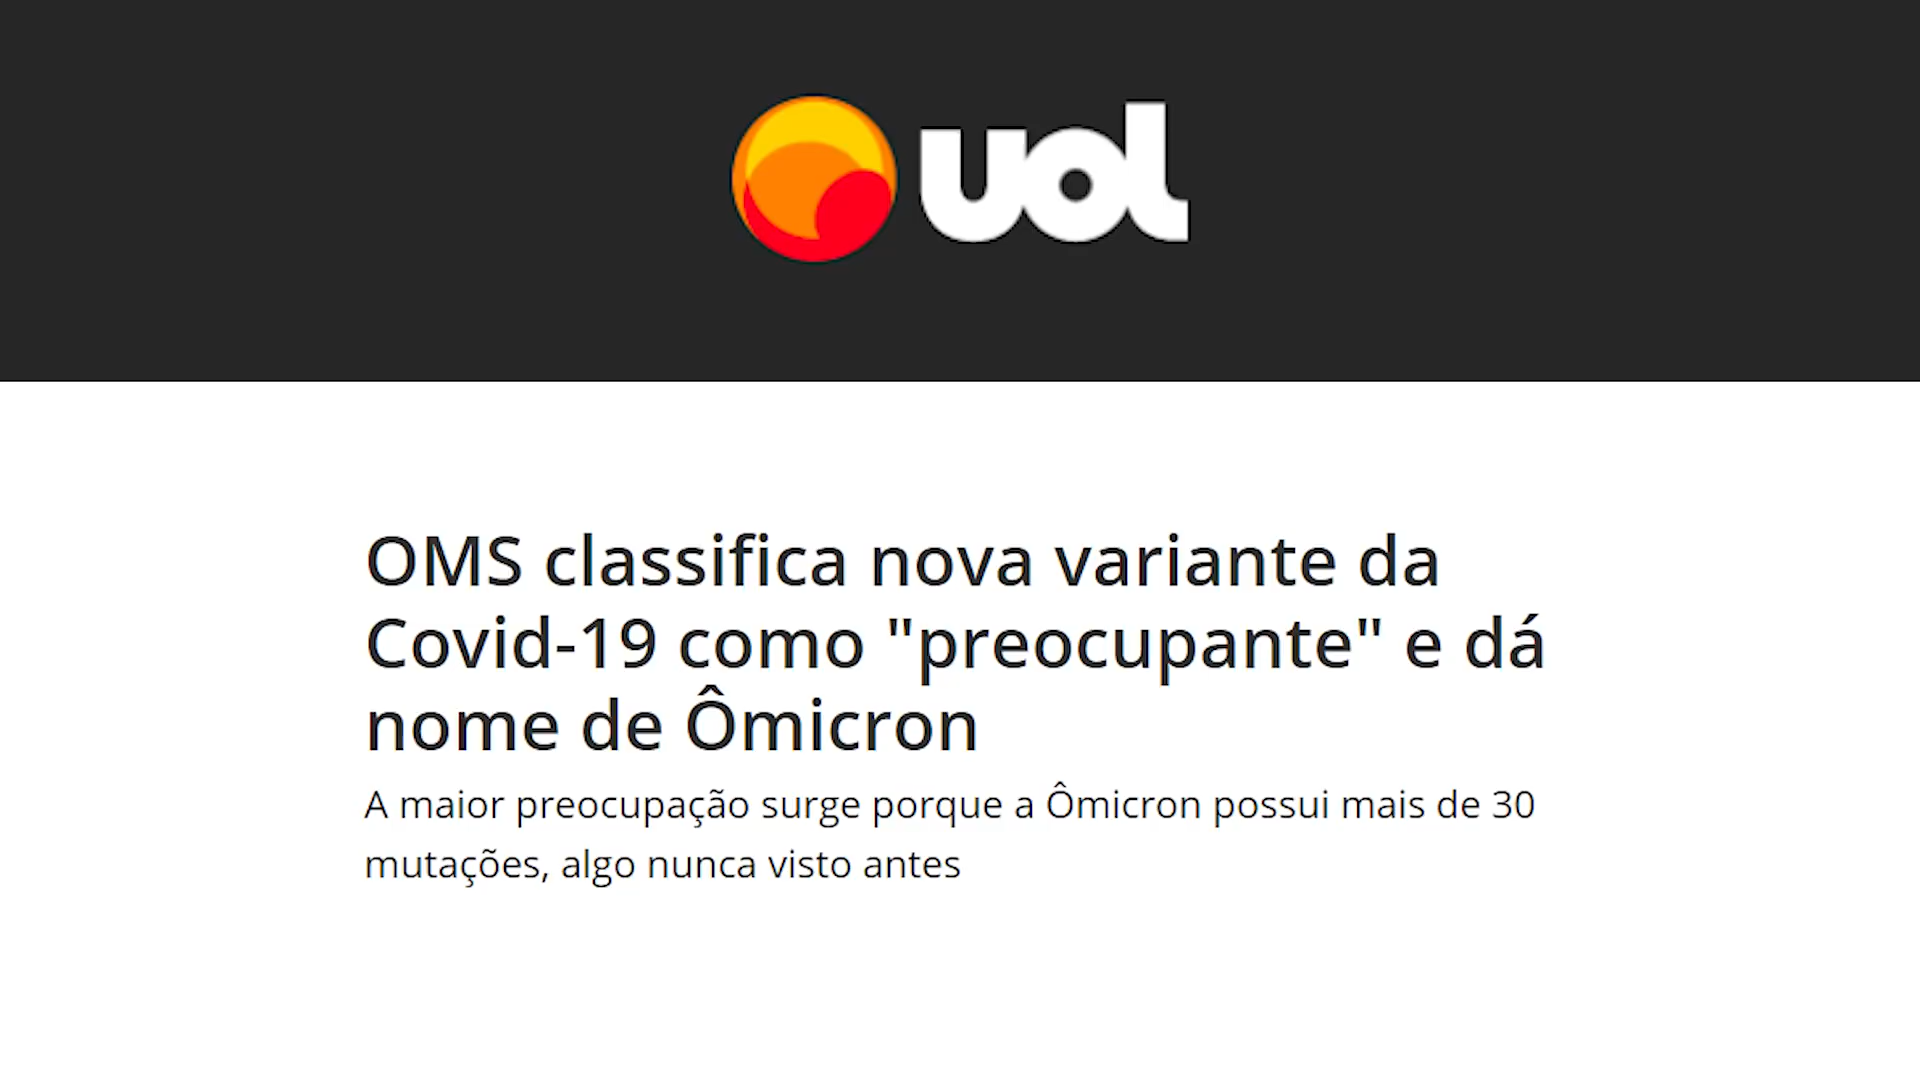 uol
OMS classifica nova variante da
Covid-19 como "preocupante" e dá
nome de Ômicron
A maior preocupação surge porque a Ômicron possui mais de 30
mutações, algo nunca visto antes